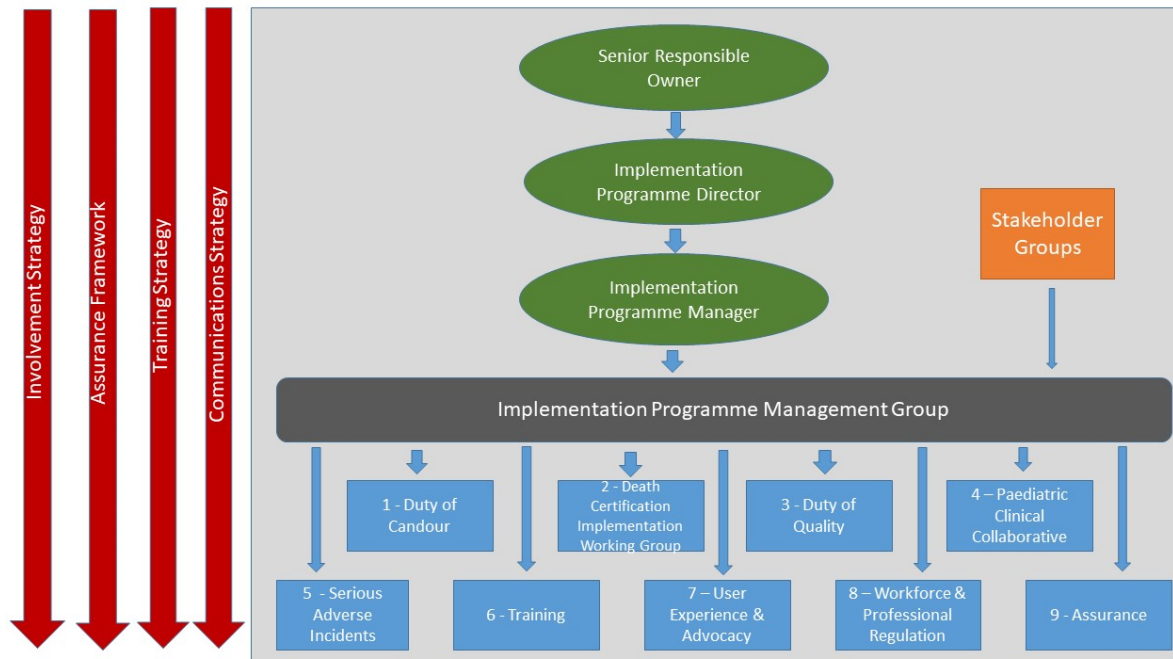 Involvement Strategy
Assurance Framework
Training Strategy
Communications Strategy
Senior Responsible
Owner
Implementation
Programme Director
Implementation
Programme Manager
Stakeholder
Groups
Implementation Programme Management Group
1 - Duty of
Candour
2 - Death
Certification
Implementation
Working Group
3 - Duty of
Quality
4 – Paediatric
Clinical
Collaborative
5 - Serious
Adverse
Incidents
6 - Training
7 – User
Experience &
Advocacy
8 – Workforce &
Professional
Regulation
9 - Assurance